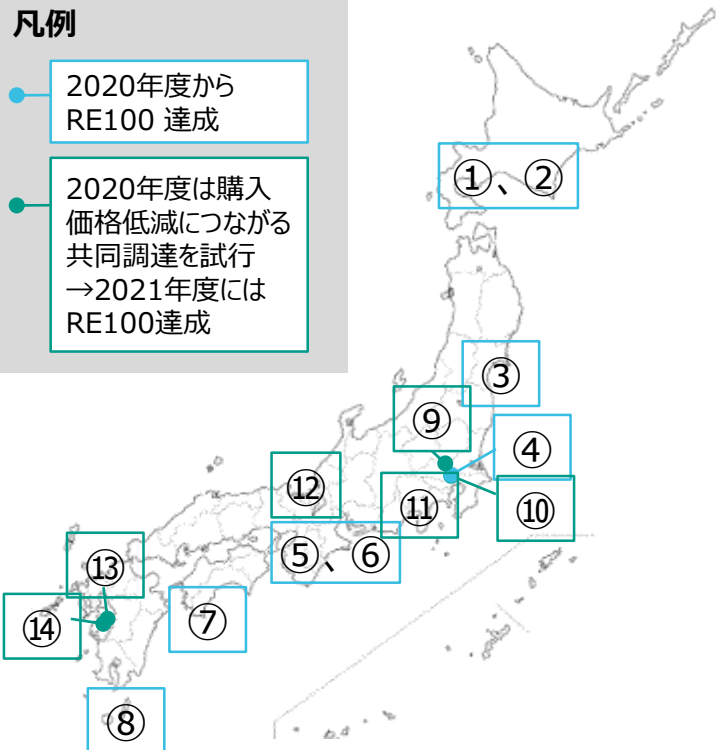 凡例
2020年度から
RE100 達成
2020年度は購入
価格低減につながる
共同調達を試行
→2021年度には
RE100達成
①、②
③
⑨
④
⑫
⑪
⑩
⑤、⑥
⑬
⑭
⑦
⑧